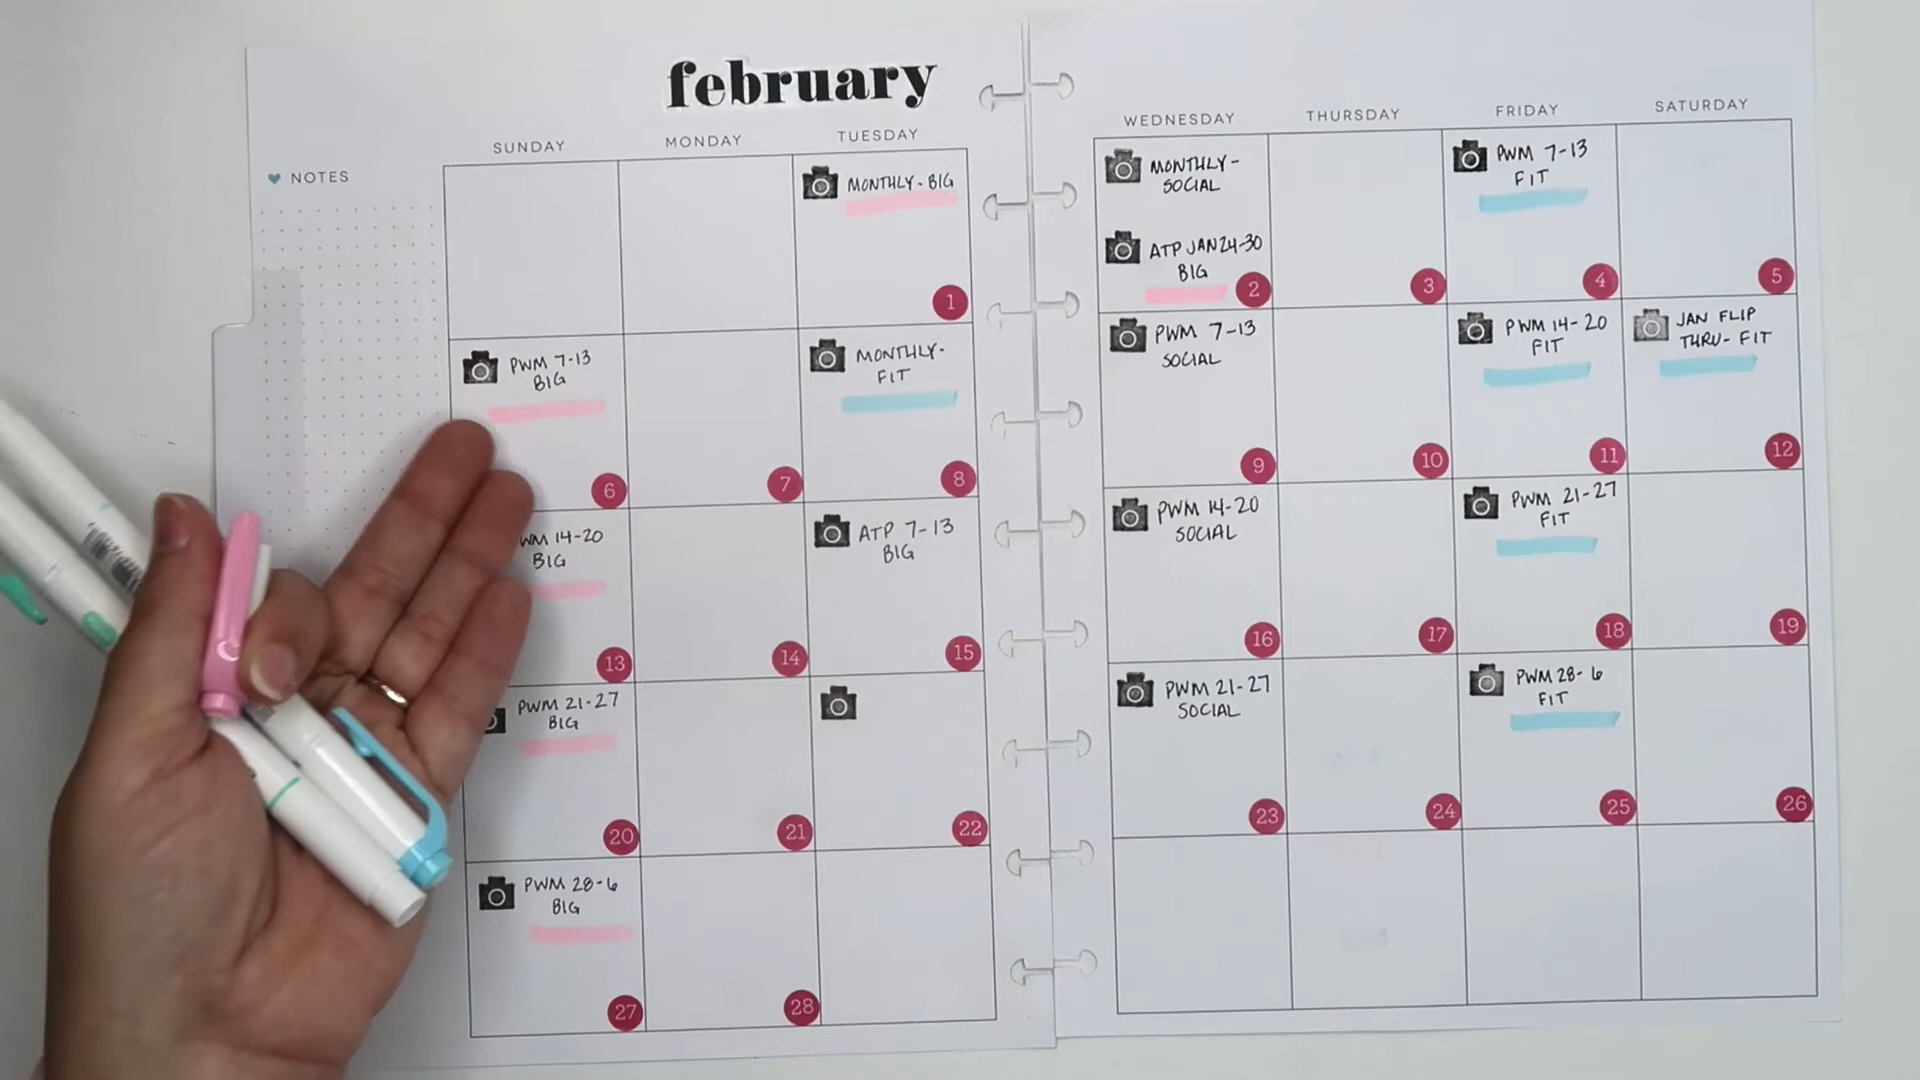 february
NOTES
SUNDAY
MONDAY
TUESDAY
WEDNESDAY
THURSDAY
FRIDAY
SATURDAY
MONTHLY - BIG
1
MONTHLY -
SOCIAL
ATP JAN 24-30
BIG
2
3
PWM 7-13
FIT
4
5
PWM 7-13
BIG
6
7
MONTHLY -
FIT
8
PWM 7-13
SOCIAL
9
10
PWM 14-20
FIT
11
JAN FLIP
THRU - FIT
12
WM 14-20
BIG
13
14
ATP 7-13
BIG
15
PWM 14-20
SOCIAL
16
17
PWM 21-27
FIT
18
19
PWM 21-27
BIG
20
21
22
PWM 21-27
SOCIAL
23
24
PWM 28-6
FIT
25
26
PWM 28-6
BIG
27
28